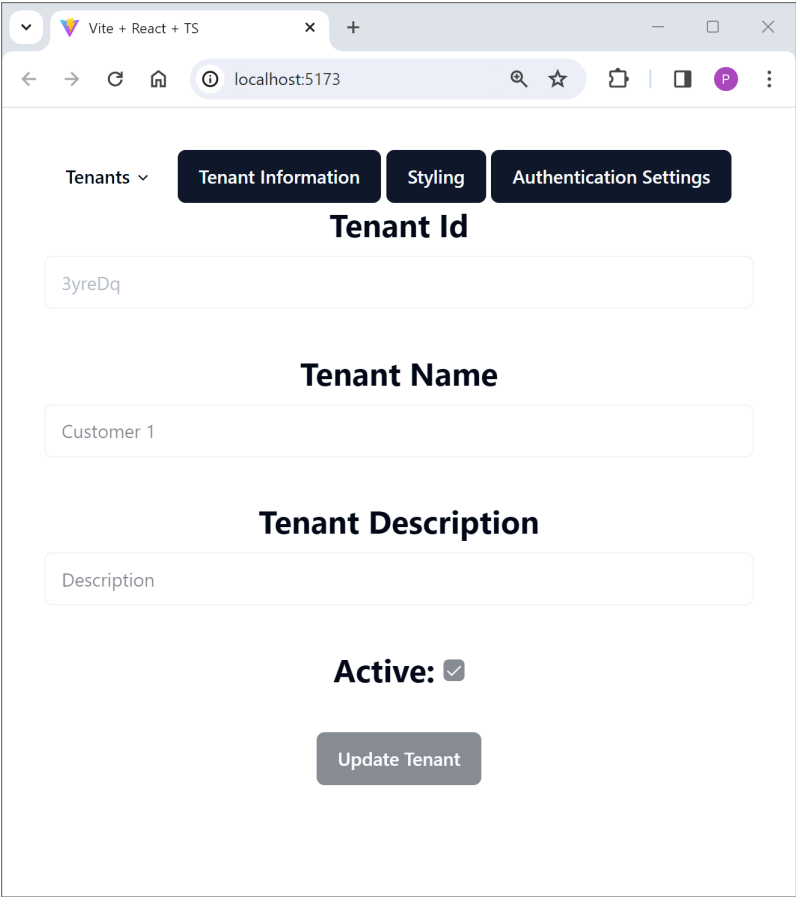 Vite + React + TS
localhost:5173
P
Tenants Tenant Information Styling Authentication Settings
Tenant Id
3yreDq
Tenant Name
Customer 1
Tenant Description
Description
Active:
Update Tenant